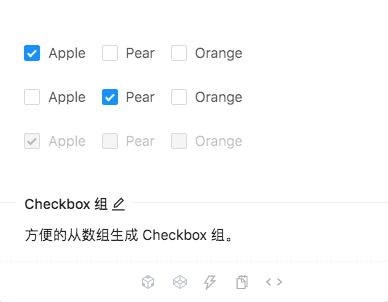 Apple Pear Orange
Apple Pear Orange
Apple Pear Orange
Checkbox 组
方便的从数组生成 Checkbox 组。